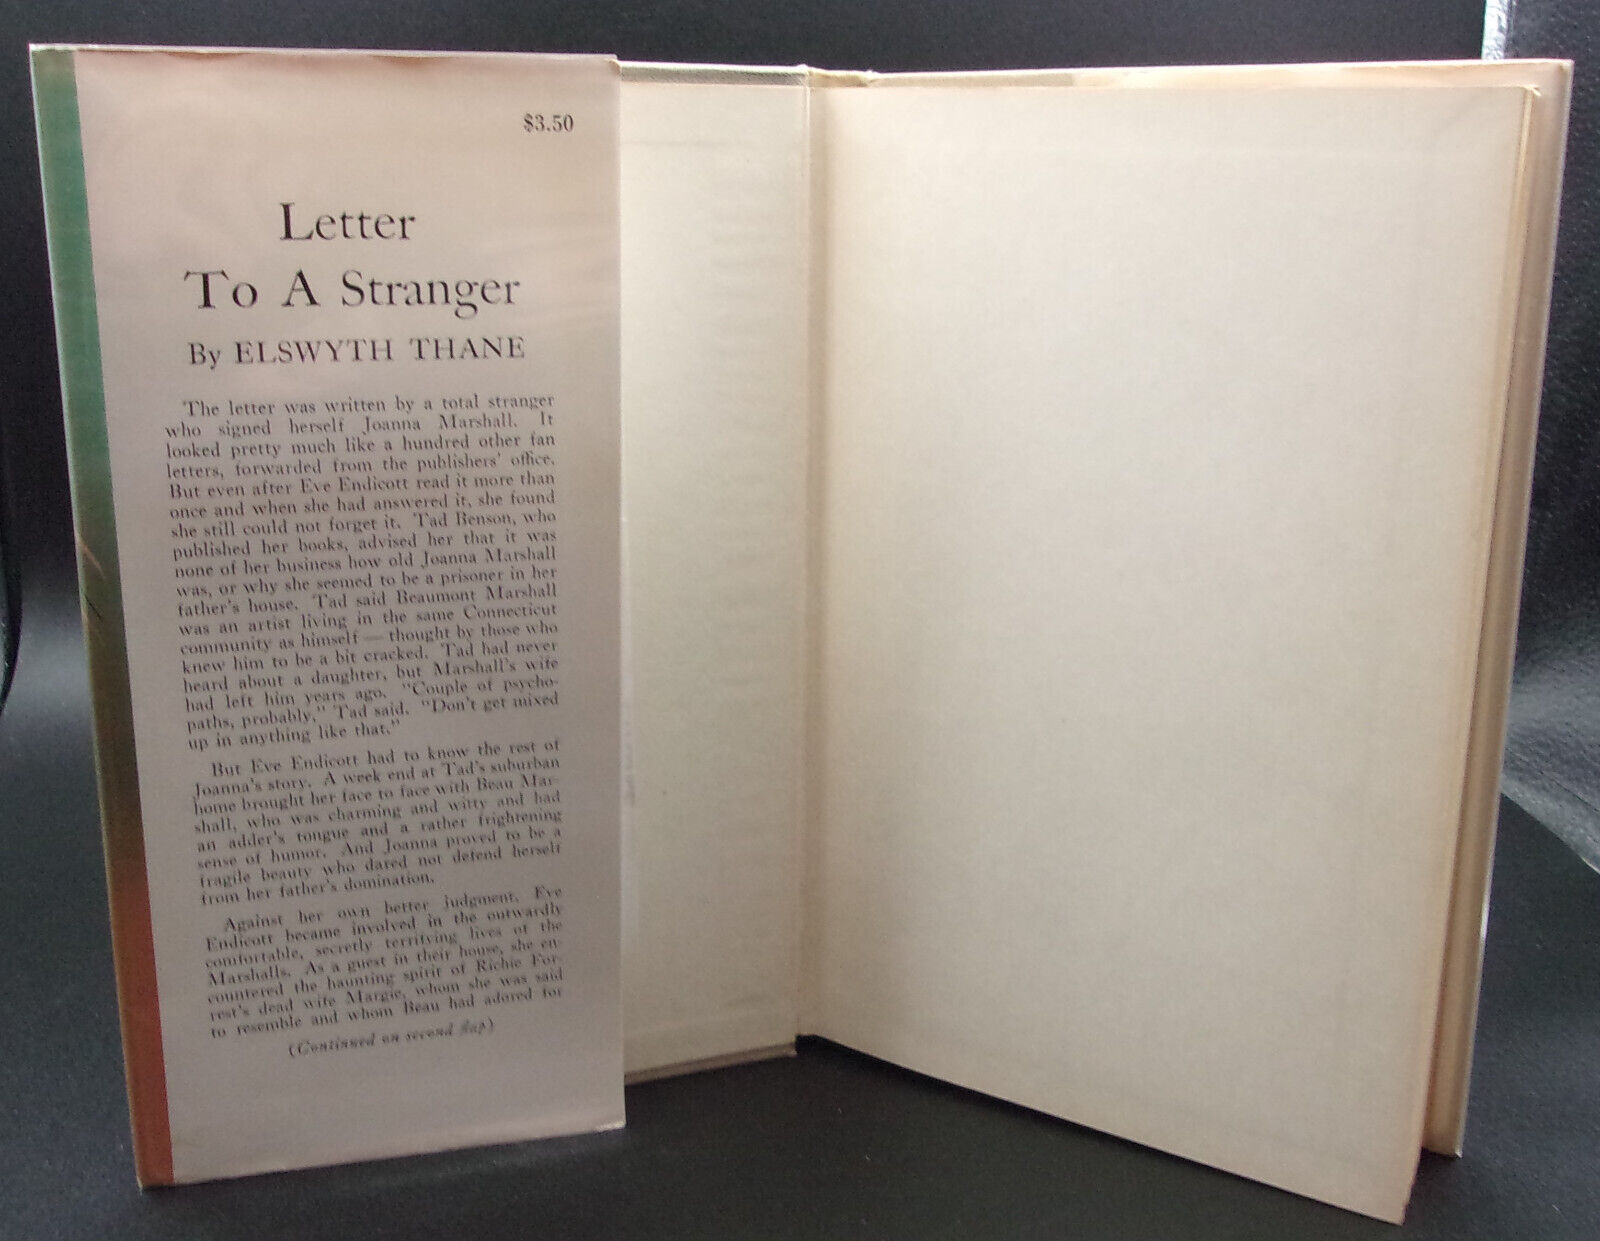 $3.50
Letter
To A Stranger
By ELSWYTH THANE
The letter was written by a total stranger
who signed herself Joanna Marshall. It
looked pretty much like a hundred other fan
letters, forwarded from the publishers' office.
But even after Eve Endicott read it more than
once and when she had answered it, she found
she still could not forget it. Tad Benson, who
published her books, advised her that it was
none of her business how old Joanna Marshall
was, or why she seemed to be a prisoner in her
father's house. Tad said Beaumont Marshall
was an artist living in the same Connecticut
community as himself — thought by those who
knew him to be a bit cracked. Tad had never
heard about a daughter, but Marshall's wife
had left him years ago. "Couple of psycho-
paths, probably," Tad said. "Don't get mixed
up in anything like that."
But Eve Endicott had to know the rest of
Joanna's story. A week end at Tad's suburban
home brought her face to face with Beau Mar-
shall, who was charming and witty and had
an adder's tongue and a rather frightening
sense of humor. And Joanna proved to be a
fragile beauty who dared not defend herself
from her father's domination.
Against her own better judgment, Eve
Endicott became involved in the outwardly
comfortable, secretly terrifying lives of the
Marshalls. As a guest in their house, she en-
countered the haunting spirit of Richie For-
rest's dead wife Margie, whom she was said
to resemble and whom Beau had adored for
(Continued on second flap)